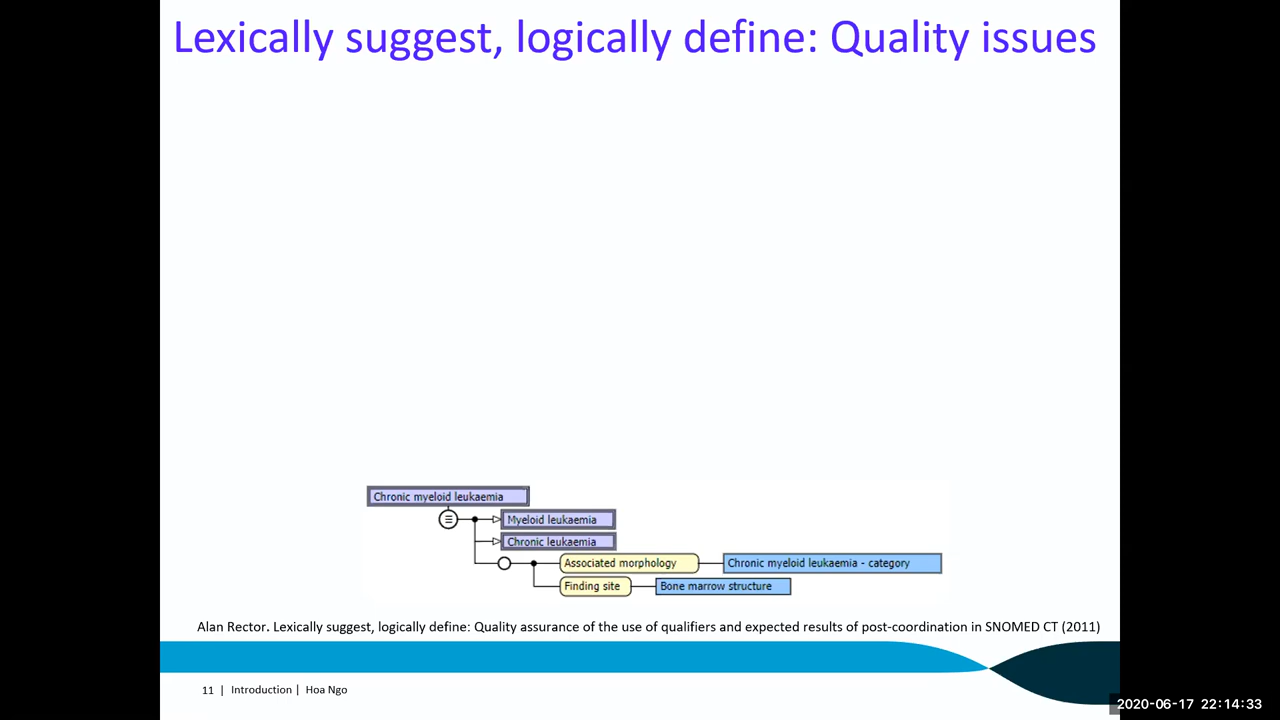 Lexically suggest, logically define: Quality issues
Chronic myeloid leukaemia
Myeloid leukaemia
Chronic leukaemia
Associated morphology
Chronic myeloid leukaemia - category
Finding site
Bone marrow structure
Alan Rector. Lexically suggest, logically define: Quality assurance of the use of qualifiers and expected results of post-coordination in SNOMED CT (2011)
11 | Introduction | Hoa Ngo
2020-06-17 22:14:33